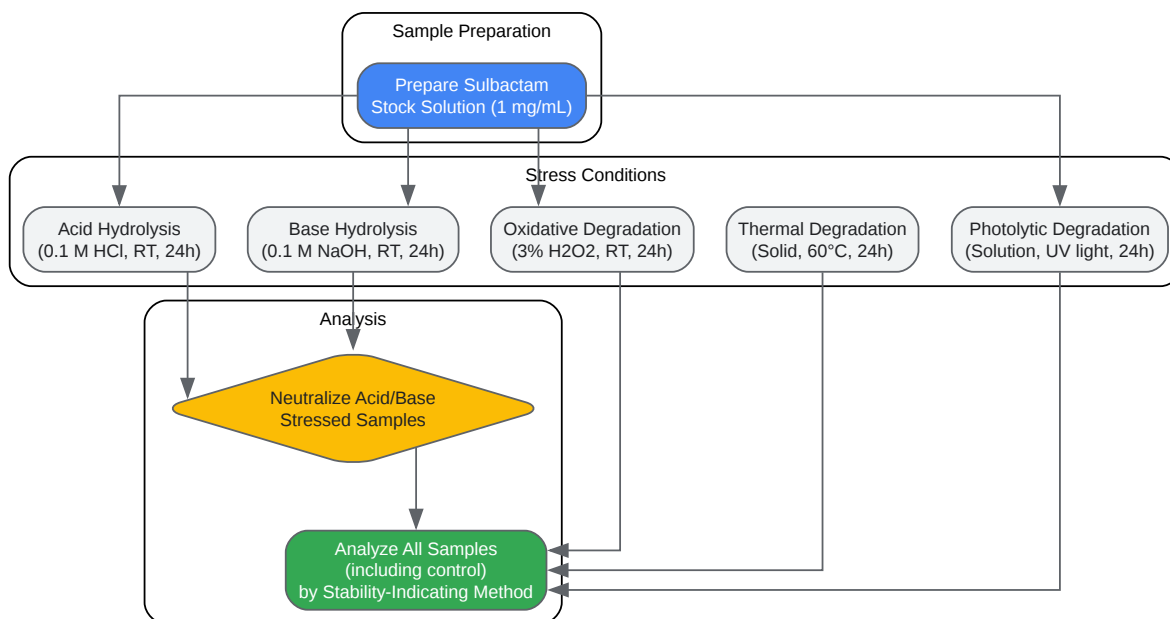 Sample Preparation
Prepare Sulbactam
Stock Solution (1 mg/mL)
Stress Conditions
Acid Hydrolysis
(0.1 M HCl, RT, 24h)
Base Hydrolysis
(0.1 M NaOH, RT, 24h)
Oxidative Degradation
(3% H2O2, RT, 24h)
Thermal Degradation
(Solid, 60°C, 24h)
Photolytic Degradation
(Solution, UV light, 24h)
Analysis
Neutralize Acid/Base
Stressed Samples
Analyze All Samples
(including control)
by Stability-Indicating Method